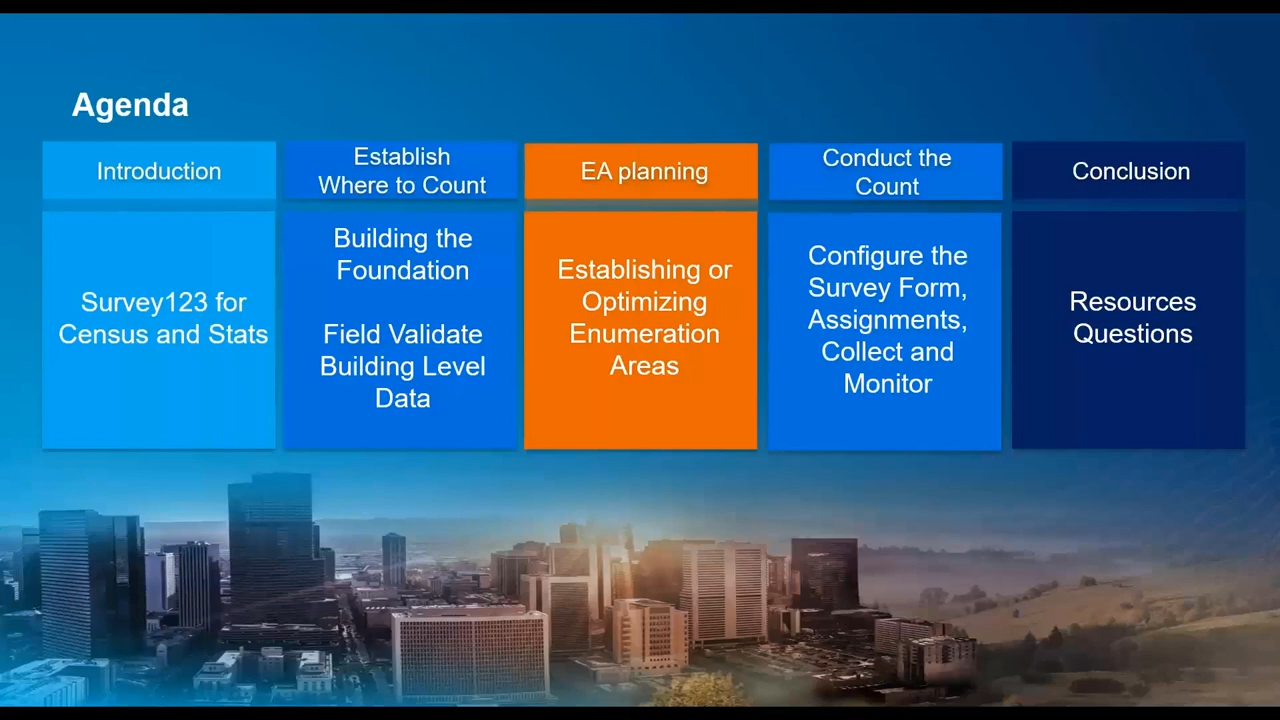 Agenda
Introduction
Survey123 for
Census and Stats
Establish
Where to Count
Building the
Foundation
Field Validate
Building Level
Data
EA planning
Establishing or
Optimizing
Enumeration
Areas
Conduct the
Count
Configure the
Survey Form,
Assignments,
Collect and
Monitor
Conclusion
Resources
Questions